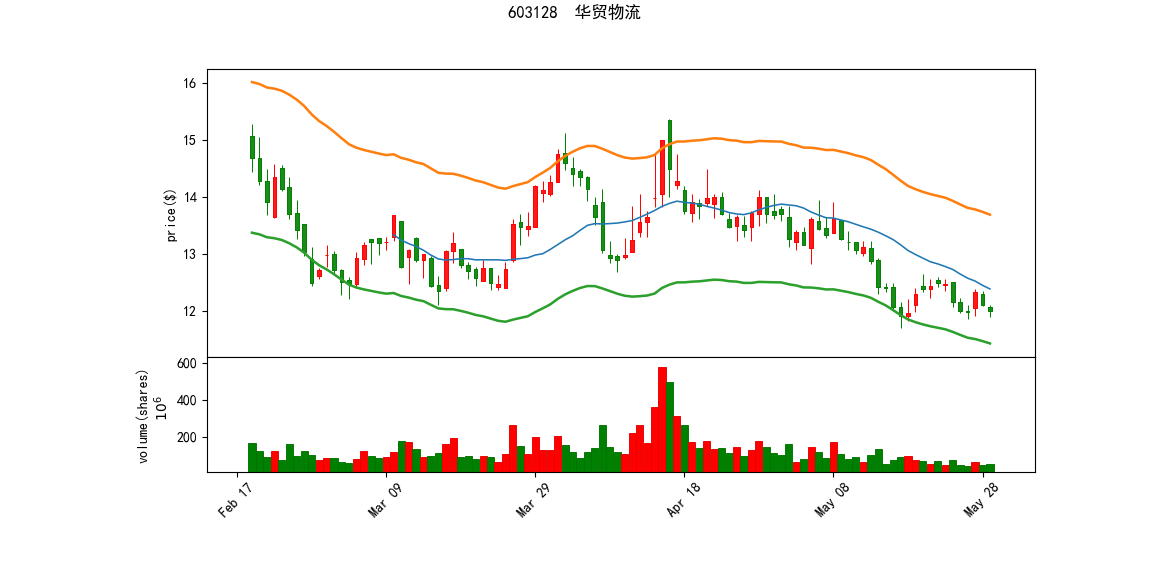 603128 华贸物流
16
15
14
13
12
price($)
600
400
200
volume(shares)
10^6
Feb 17
Mar 09
Mar 29
Apr 18
May 08
May 28